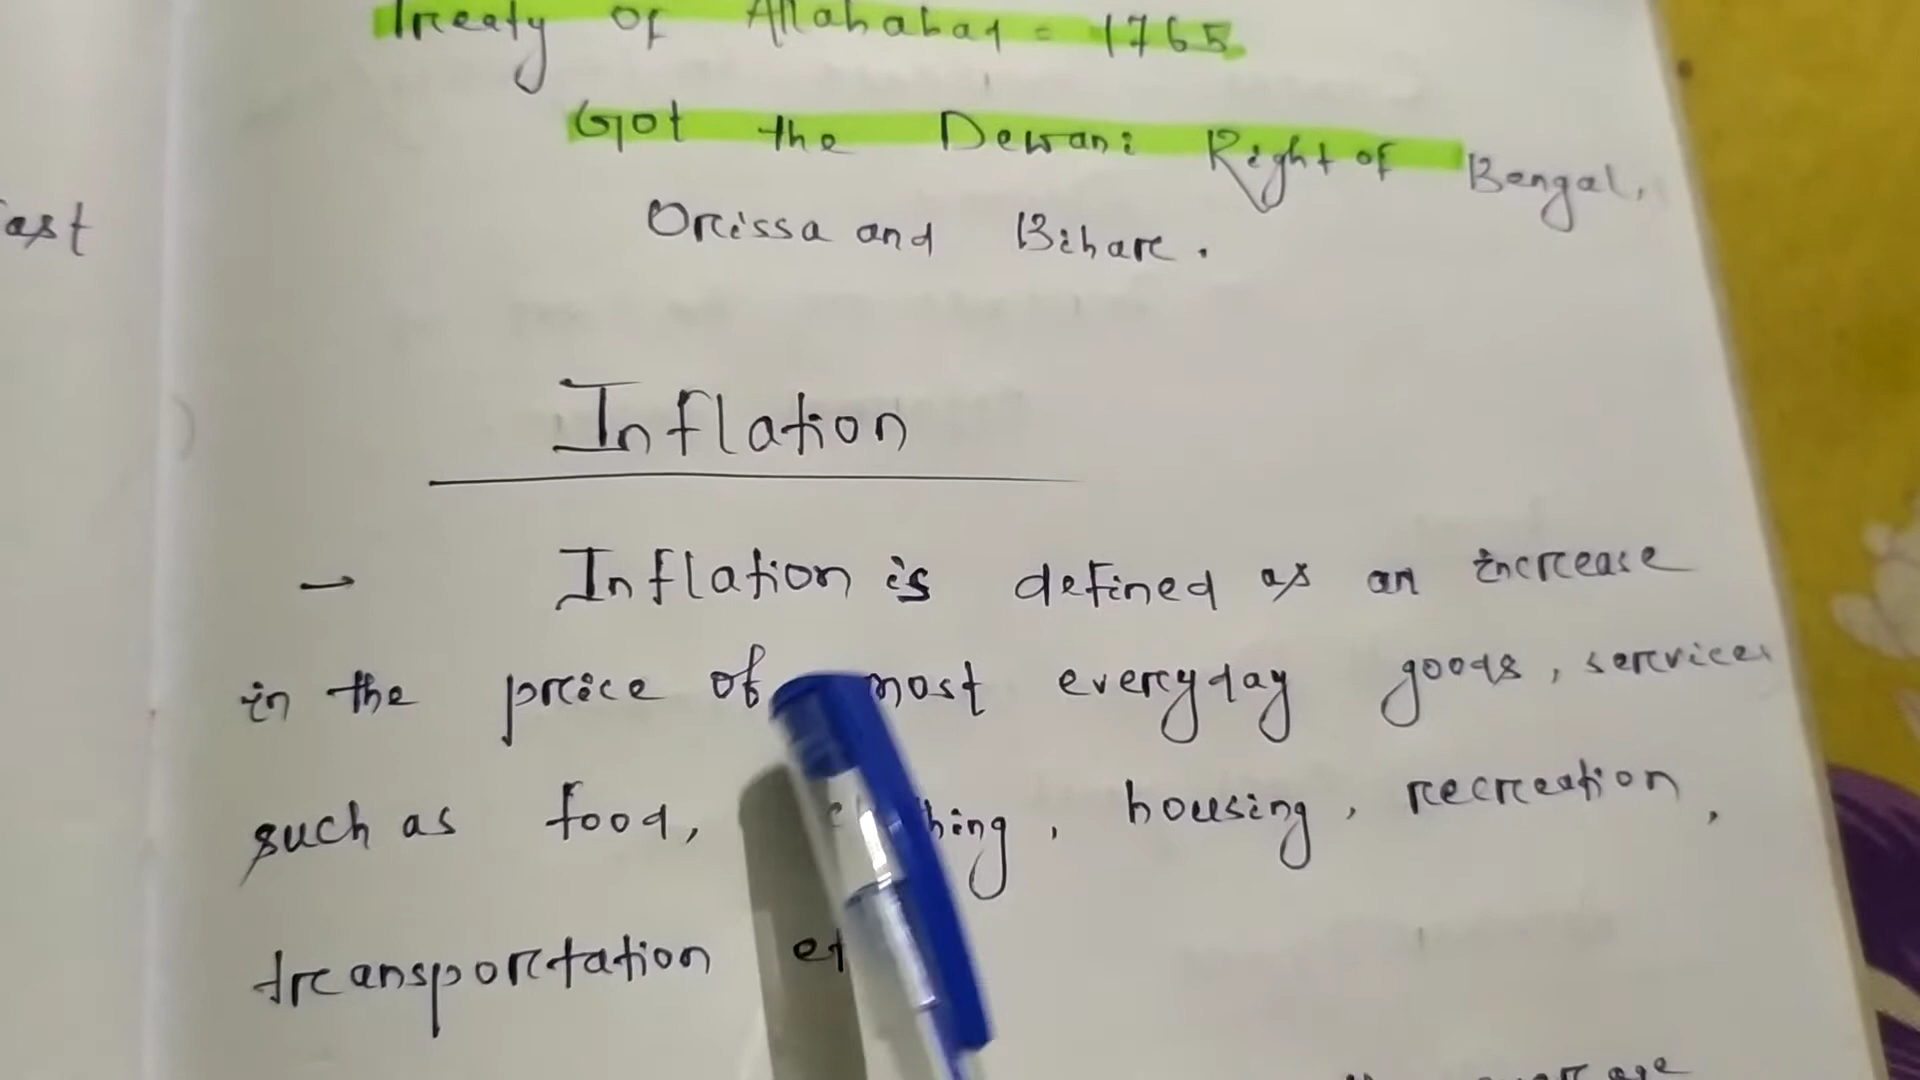 Treaty of Allahabad = 1765
Got the Dewani Right of Bengal,
Orissa and Bihar.
ast
Inflation
→ Inflation is defined as an increase
in the price of most everyday goods, services
such as food, housing, recreation,
transportation